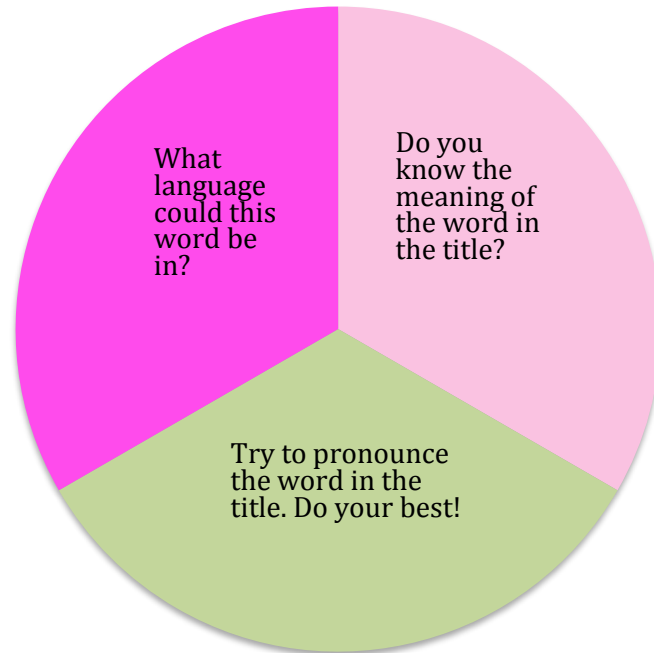 What
language
could this
word be
in?
Do you
know the
meaning of
the word in
the title?
Try to pronounce
the word in the
title. Do your best!